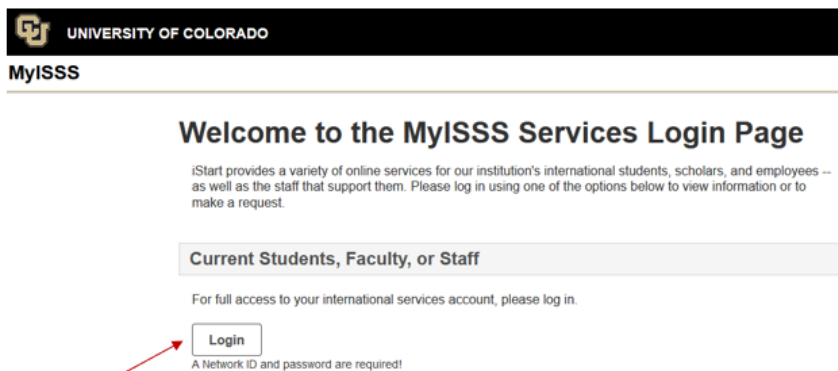 CU UNIVERSITY OF COLORADO
MyISSS
Welcome to the MyISSS Services Login Page
iStart provides a variety of online services for our institution's international students, scholars, and employees --
as well as the staff that support them. Please log in using one of the options below to view information or to
make a request.
Current Students, Faculty, or Staff
For full access to your international services account, please log in.
Login
A Network ID and password are required!